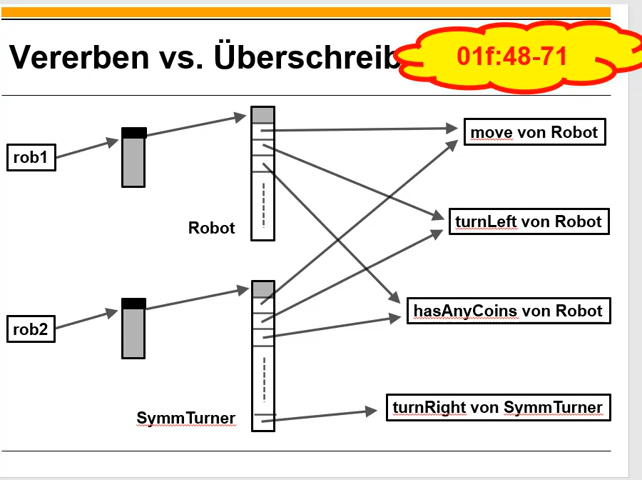 Vererben vs. Überschreib
01f:48-71
rob1
move von Robot
turnLeft von Robot
Robot
hasAnyCoins von Robot
rob2
turnRight von SymmTurner
SymmTurner